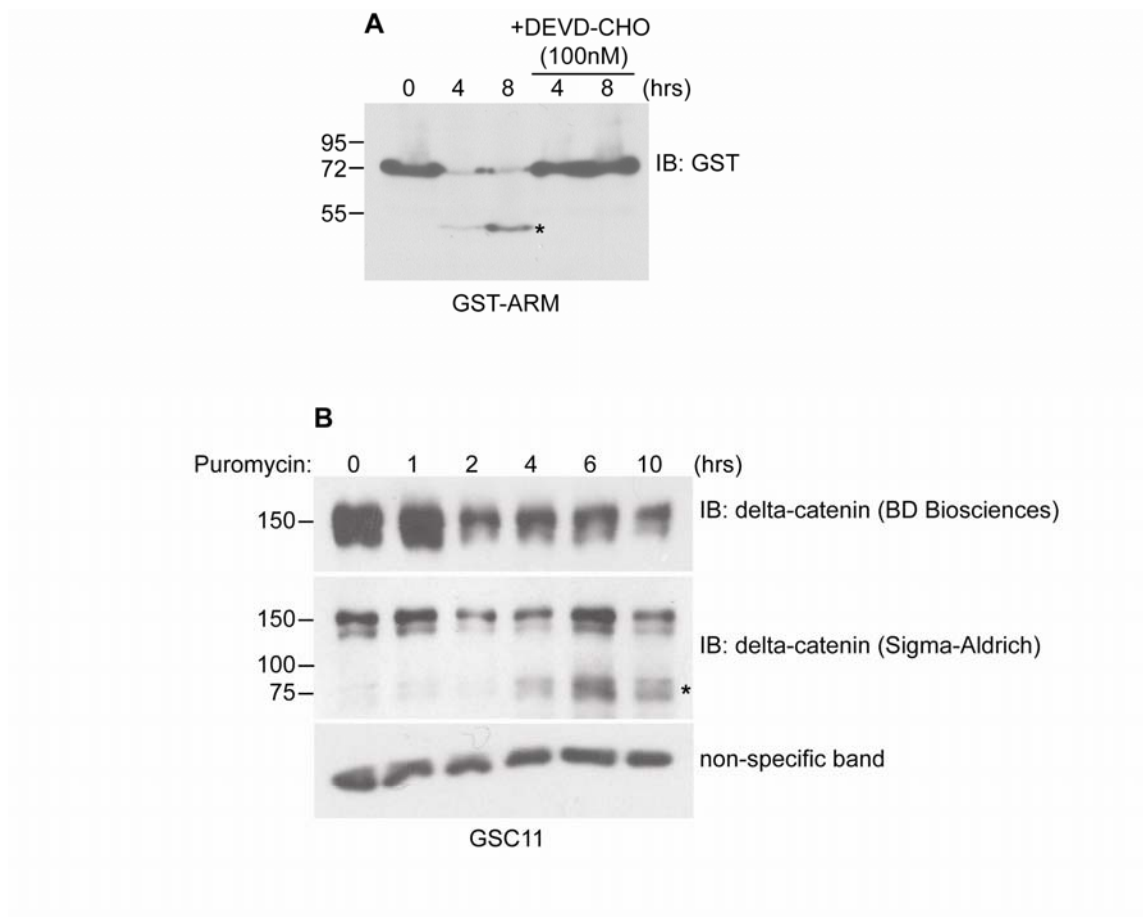 A
+DEVD-CHO
(100nM)
0 4 8 4 8 (hrs)
95
72
55
IB: GST
*
GST-ARM
B
Puromycin: 0 1 2 4 6 10 (hrs)
150
IB: delta-catenin (BD Biosciences)
150
100
75
IB: delta-catenin (Sigma-Aldrich)
*
non-specific band
GSC11